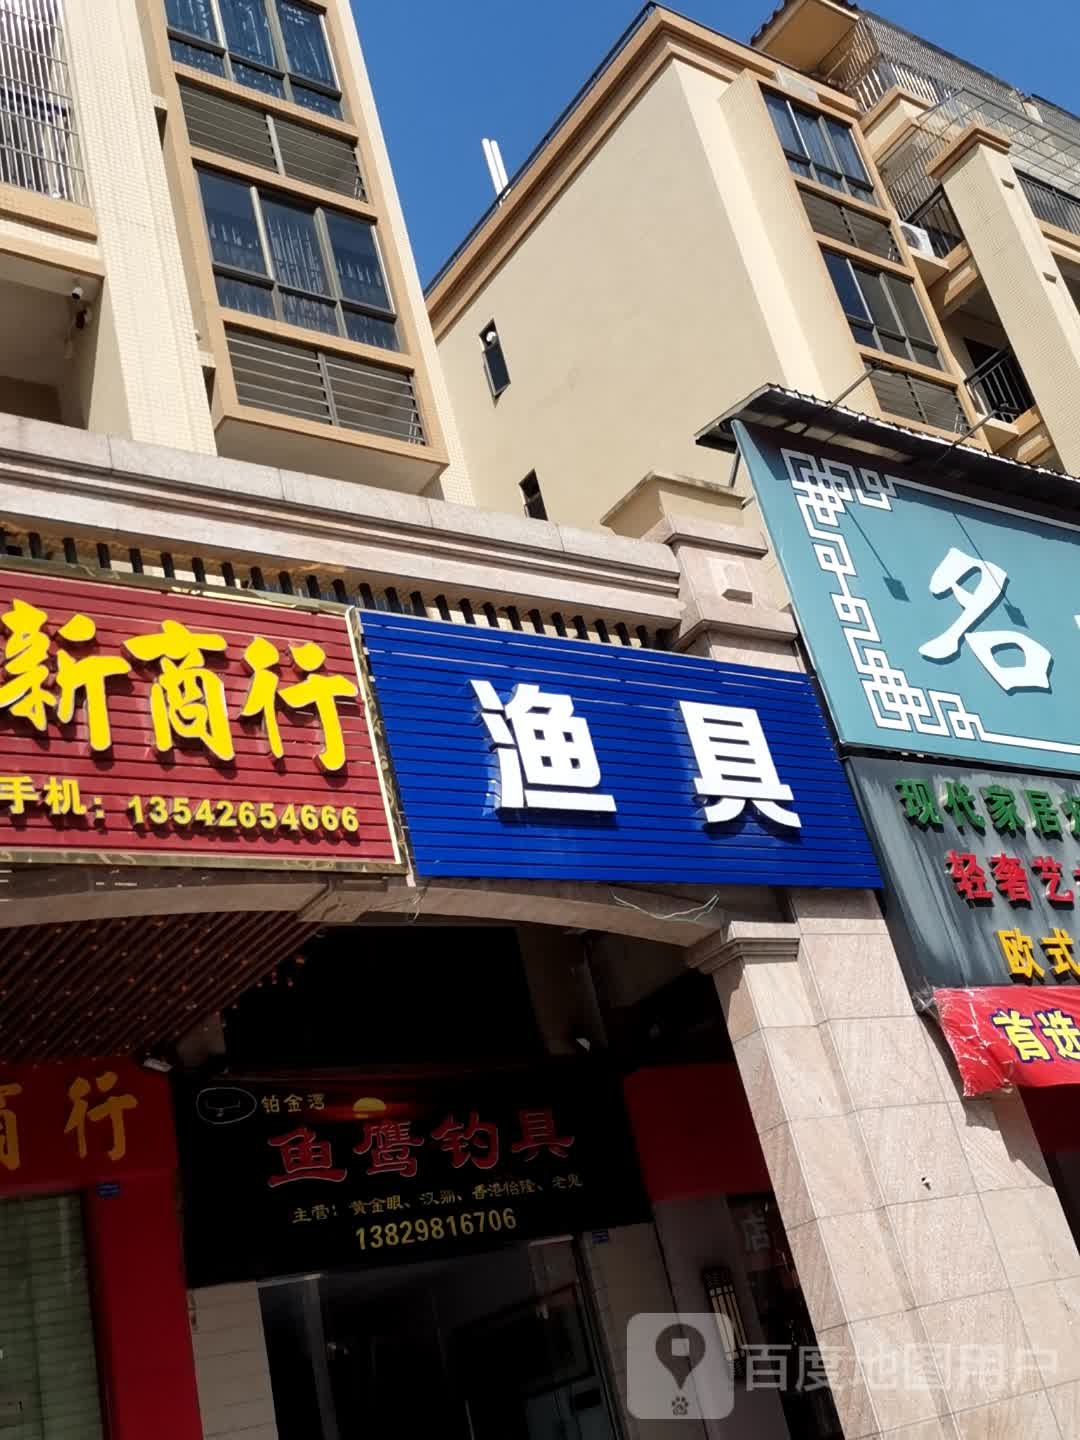 新商行
手机：13542654666
渔具
名
现代家居
轻奢艺
欧式
首选
商行
铂金湾
鱼鹰钓具
主营：黄金眼、汉鼎、香港怡隆、老鬼
13829816706
店
百度地图用户